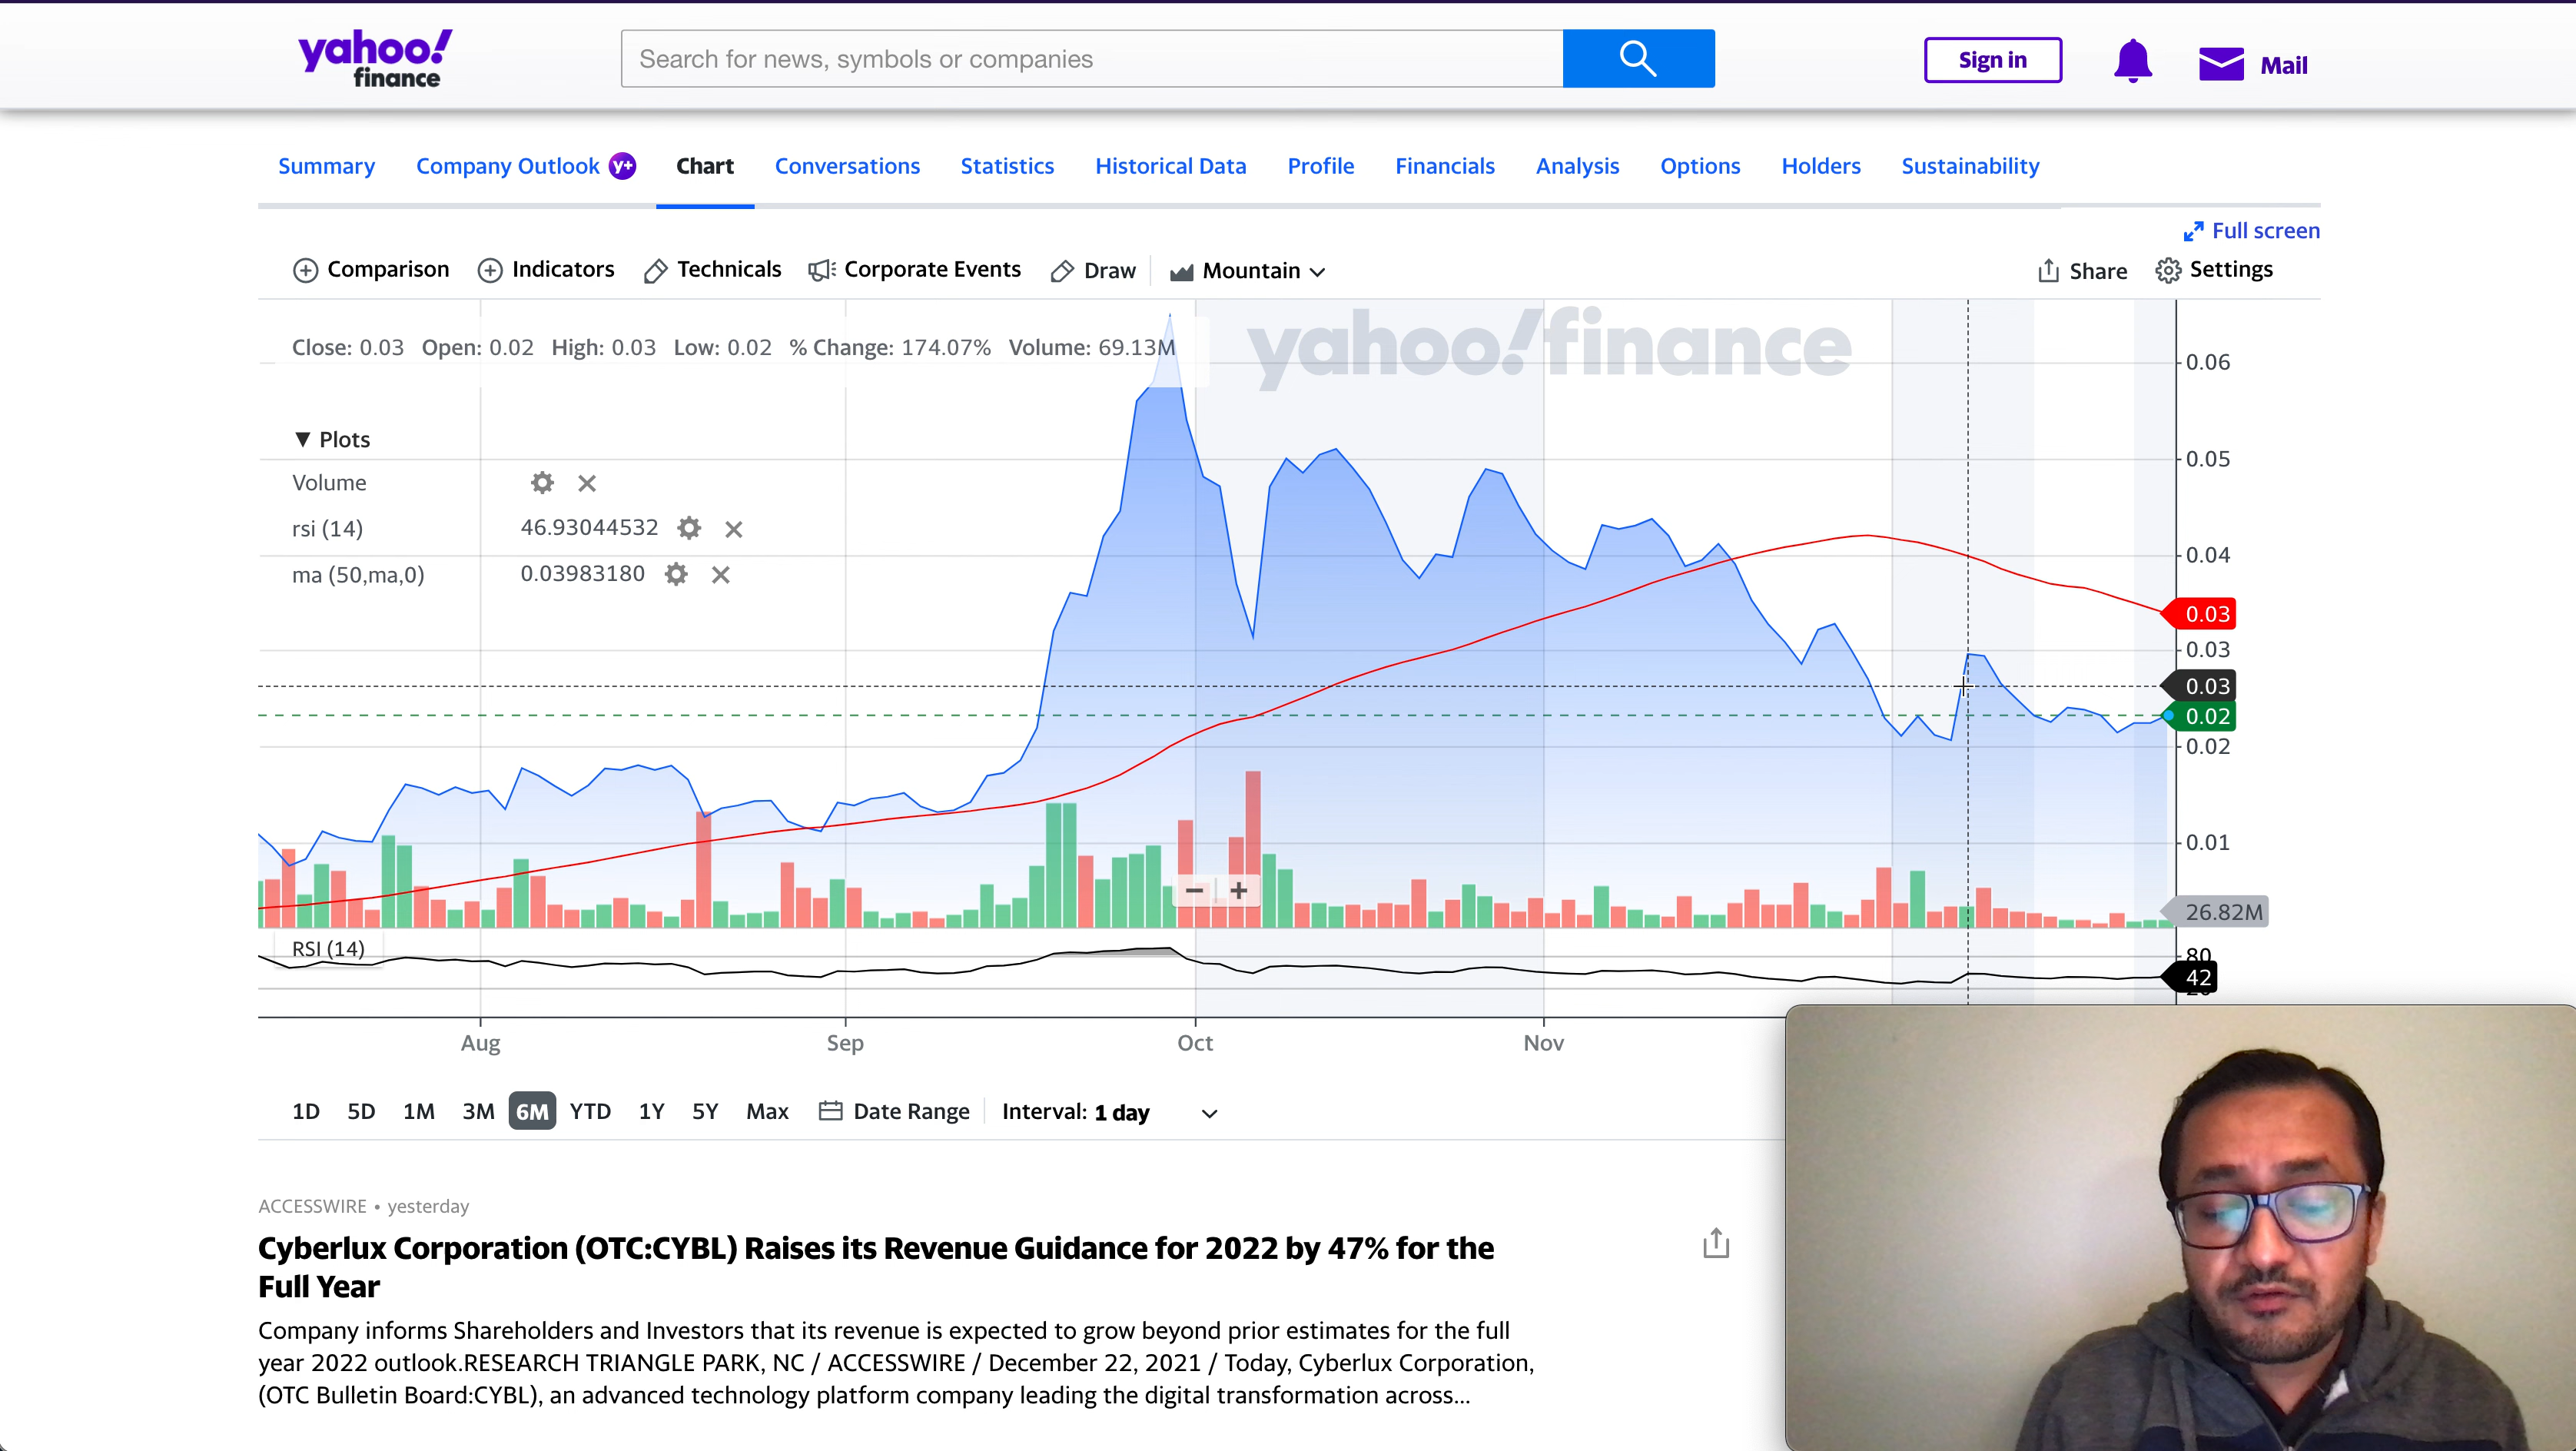 yahoo!
finance
Search for news, symbols or companies
Sign in
Mail
Summary Company Outlook y+ Chart Conversations Statistics Historical Data Profile Financials Analysis Options Holders Sustainability
Full screen
Comparison Indicators Technicals Corporate Events Draw Mountain Share Settings
Close: 0.03 Open: 0.02 High: 0.03 Low: 0.02 % Change: 174.07% Volume: 69.13M
yahoo!finance
0.06
▼ Plots
0.05
Volume
rsi (14) 46.93044532
0.04
ma (50,ma,0) 0.03983180
0.03
0.03
0.03
0.02
0.02
0.01
− +
26.82M
RSI (14)
80
42
Aug Sep Oct Nov
1D 5D 1M 3M 6M YTD 1Y 5Y Max Date Range Interval: 1 day
ACCESSWIRE • yesterday
Cyberlux Corporation (OTC:CYBL) Raises its Revenue Guidance for 2022 by 47% for the
Full Year
Company informs Shareholders and Investors that its revenue is expected to grow beyond prior estimates for the full
year 2022 outlook.RESEARCH TRIANGLE PARK, NC / ACCESSWIRE / December 22, 2021 / Today, Cyberlux Corporation,
(OTC Bulletin Board:CYBL), an advanced technology platform company leading the digital transformation across...